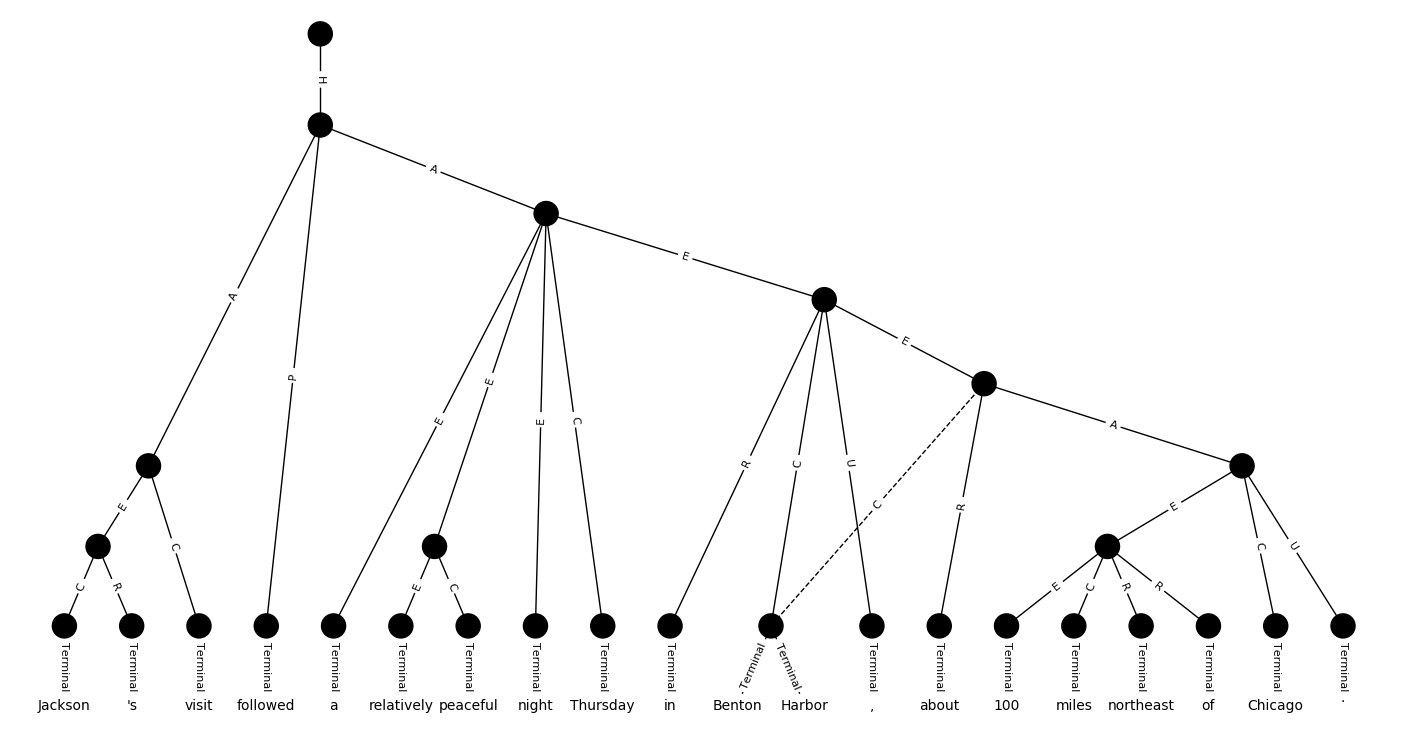 H
A
A
E
E
P
E
E
E
C
R
C
U
C
R
A
E
C
E
C
U
C
R
E
C
E
C
R
R
Terminal Terminal Terminal Terminal Terminal Terminal Terminal Terminal Terminal Terminal Terminal Terminal Terminal Terminal Terminal Terminal Terminal Terminal Terminal Terminal
Jackson 's visit followed a relatively peaceful night Thursday in Benton Harbor , about 100 miles northeast of Chicago .